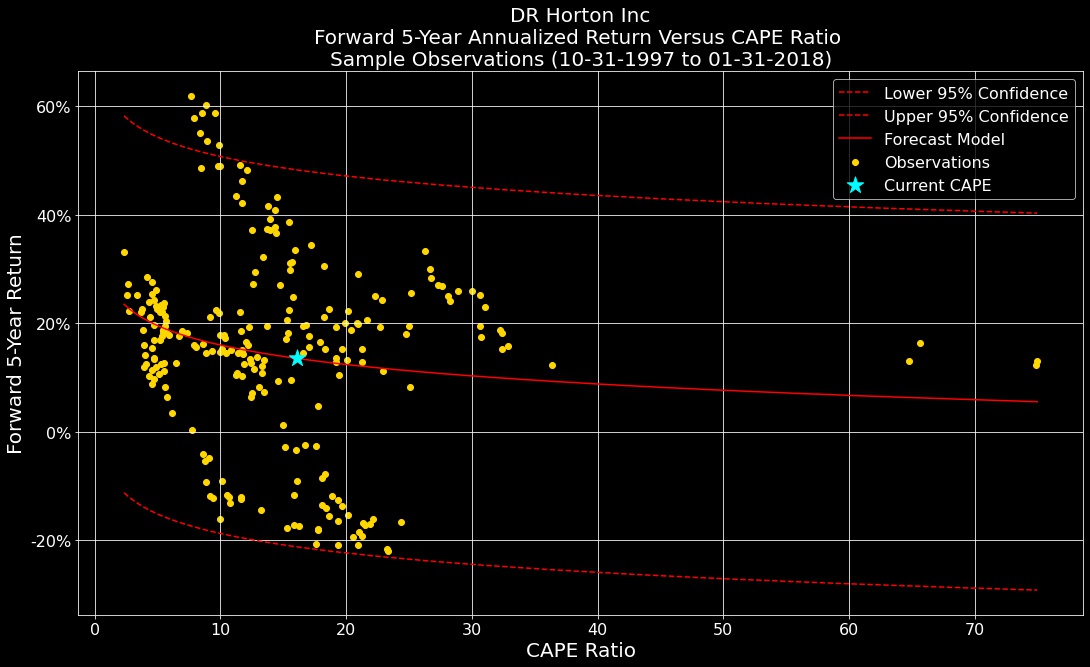 DR Horton Inc
Forward 5-Year Annualized Return Versus CAPE Ratio
Sample Observations (10-31-1997 to 01-31-2018)
Lower 95% Confidence
Upper 95% Confidence
Forecast Model
Observations
Current CAPE
Forward 5-Year Return
60%
40%
20%
0%
-20%
0 10 20 30 40 50 60 70
CAPE Ratio